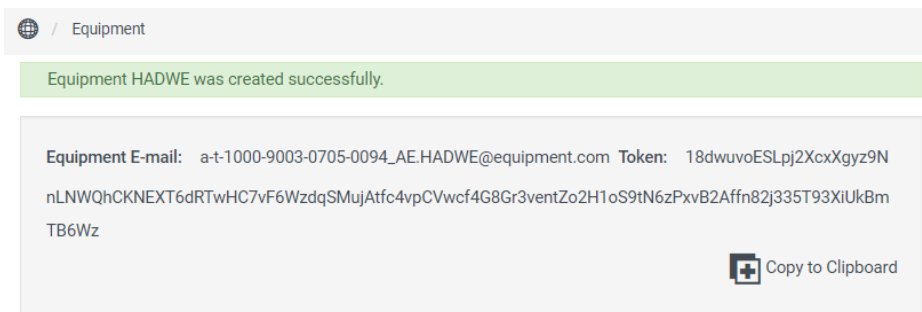 / Equipment
Equipment HADWE was created successfully.
Equipment E-mail: a-t-1000-9003-0705-0094_AE.HADWE@equipment.com Token: 18dwuvoESLpj2XcxXgyz9N
nLNWQhCKNEXT6dRTwHC7vF6WzdqSMujAtfc4vpCVwcf4G8Gr3ventZo2H1oS9tN6zPxvB2Affn82j335T93XiUkBm
TB6Wz
Copy to Clipboard